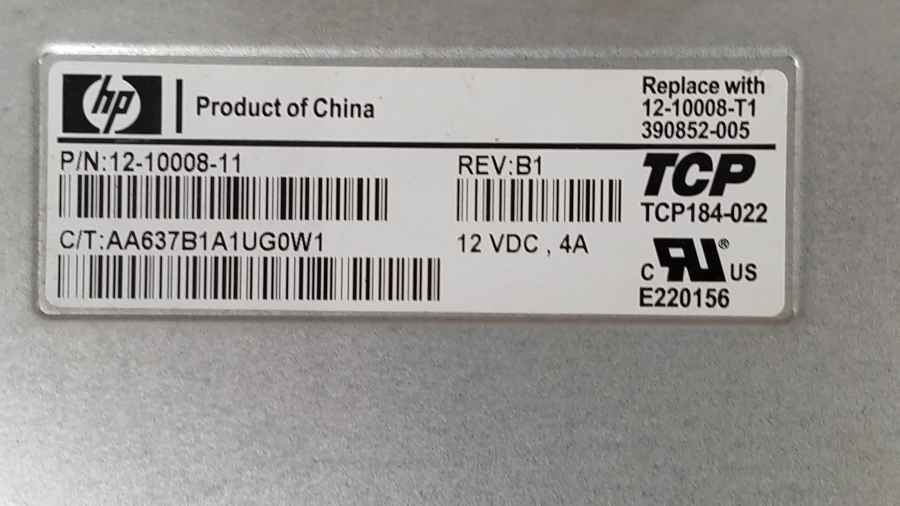 hp
Product of China
Replace with
12-10008-T1
390852-005
P/N:12-10008-11
REV:B1
TCP
TCP184-022
C/T:AA637B1A1UG0W1
12 VDC , 4A
C RU® US
E220156